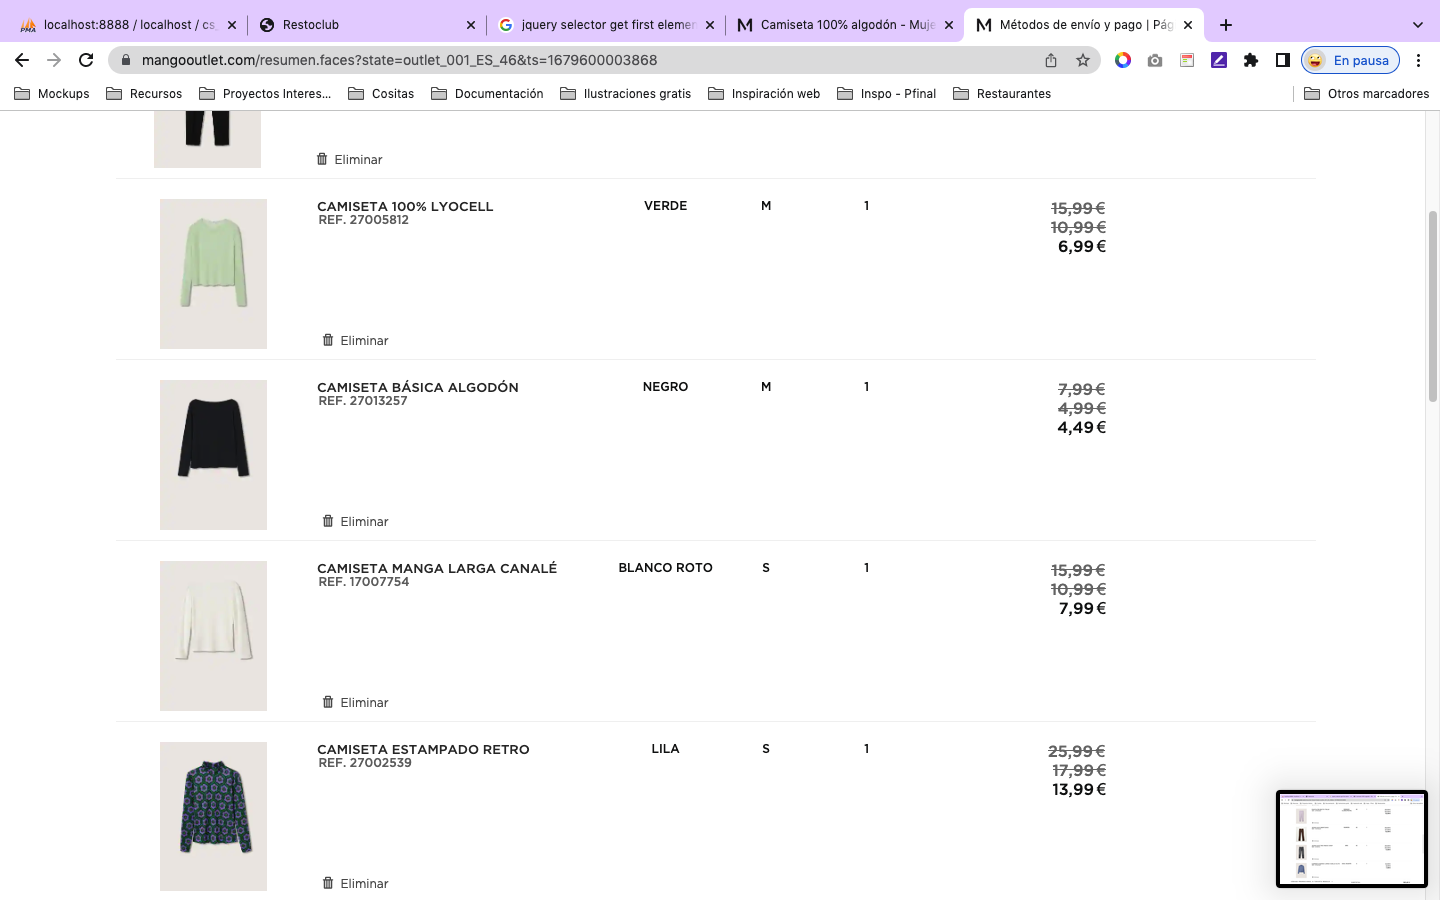 localhost:8888 / localhost / cs_
Restoclub
jquery selector get first elemen
Camiseta 100% algodón - Muje
Métodos de envío y pago | Pág
mangooutlet.com/resumen.faces?state=outlet_001_ES_46&ts=1679600003868
En pausa
Mockups
Recursos
Proyectos Interes...
Cositas
Documentación
Ilustraciones gratis
Inspiración web
Inspo - Pfinal
Restaurantes
Otros marcadores
Eliminar
CAMISETA 100% LYOCELL VERDE M 1 15,99 €
REF. 27005812
10,99 €
6,99 €
Eliminar
CAMISETA BÁSICA ALGODÓN NEGRO M 1 7,99 €
REF. 27013257
4,99 €
4,49 €
Eliminar
CAMISETA MANGA LARGA CANALÉ BLANCO ROTO S 1 15,99 €
REF. 17007754
10,99 €
7,99 €
Eliminar
CAMISETA ESTAMPADO RETRO LILA S 1 25,99 €
REF. 27002539
17,99 €
13,99 €
Eliminar